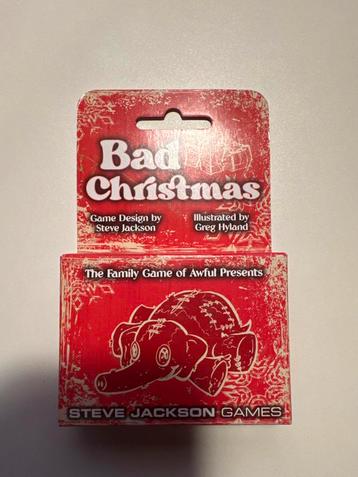 Bad
Christmas
Game Design by
Steve Jackson
Illustrated by
Greg Hyland
The Family Game of Awful Presents
STEVE JACKSON GAMES